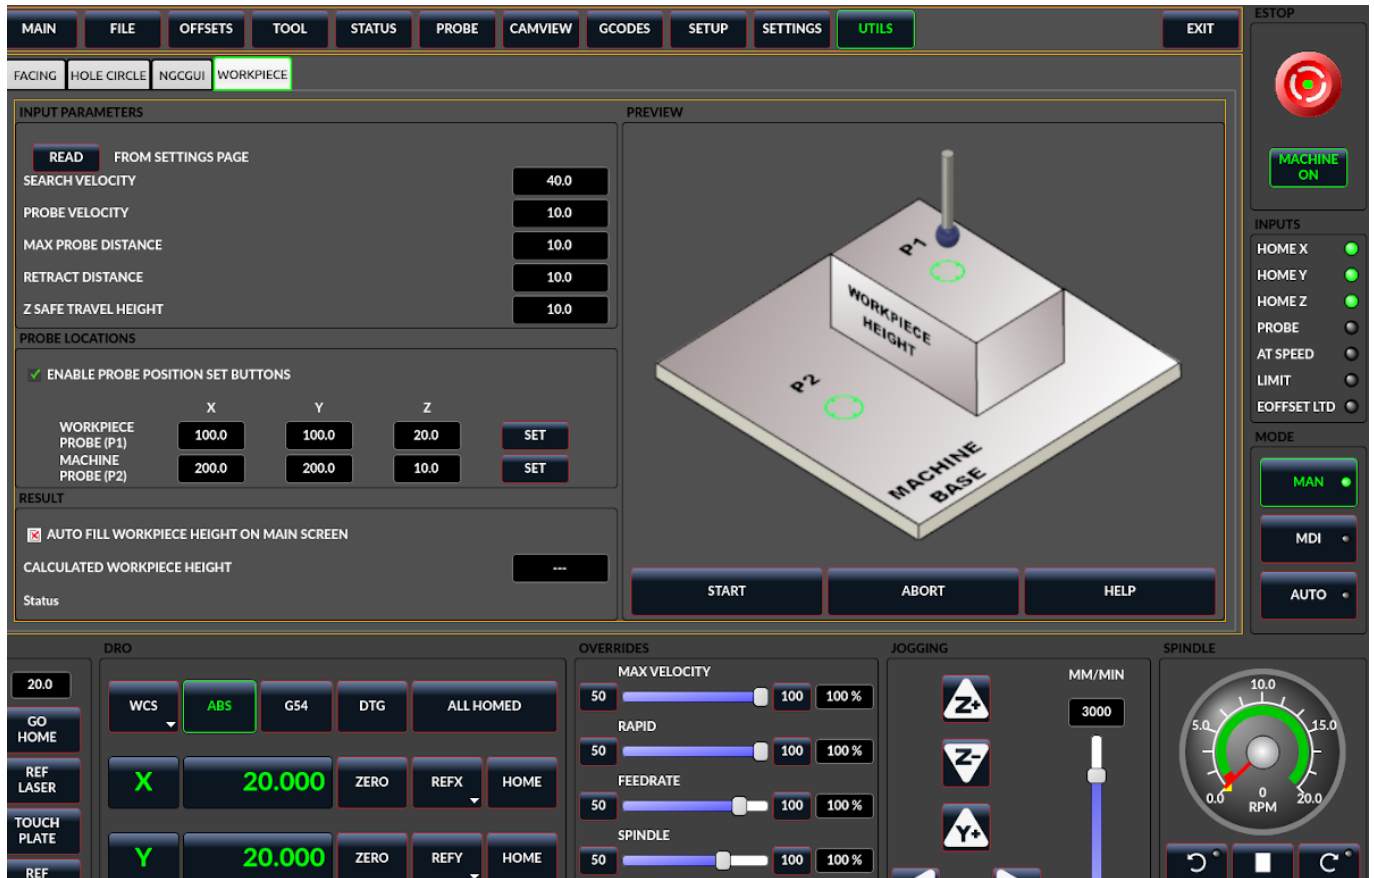 MAIN FILE OFFSETS TOOL STATUS PROBE CAMVIEW GCODES SETUP SETTINGS UTILS EXIT
FACING HOLE CIRCLE NGCGUI WORKPIECE
INPUT PARAMETERS
READ FROM SETTINGS PAGE
SEARCH VELOCITY 40.0
PROBE VELOCITY 10.0
MAX PROBE DISTANCE 10.0
RETRACT DISTANCE 10.0
Z SAFE TRAVEL HEIGHT 10.0
PROBE LOCATIONS
ENABLE PROBE POSITION SET BUTTONS
X Y Z
WORKPIECE
PROBE (P1) 100.0 100.0 20.0 SET
MACHINE
PROBE (P2) 200.0 200.0 10.0 SET
RESULT
AUTO FILL WORKPIECE HEIGHT ON MAIN SCREEN
CALCULATED WORKPIECE HEIGHT ---
Status
PREVIEW
P1
WORKPIECE
HEIGHT
P2
MACHINE
BASE
START ABORT HELP
ESTOP
MACHINE
ON
INPUTS
HOME X
HOME Y
HOME Z
PROBE
AT SPEED
LIMIT
EOFFSET LTD
MODE
MAN
MDI
AUTO
20.0
GO
HOME
REF
LASER
TOUCH
PLATE
REF
DRO
WCS ABS G54 DTG ALL HOMED
X 20.000 ZERO REFX HOME
Y 20.000 ZERO REFY HOME
OVERRIDES
MAX VELOCITY
50 100 100 %
RAPID
50 100 100 %
FEEDRATE
50 100 100 %
SPINDLE
50 100 100 %
JOGGING
Z+
Z-
Y+
MM/MIN
3000
SPINDLE
10.0
5.0 15.0
0.0 0 20.0
RPM